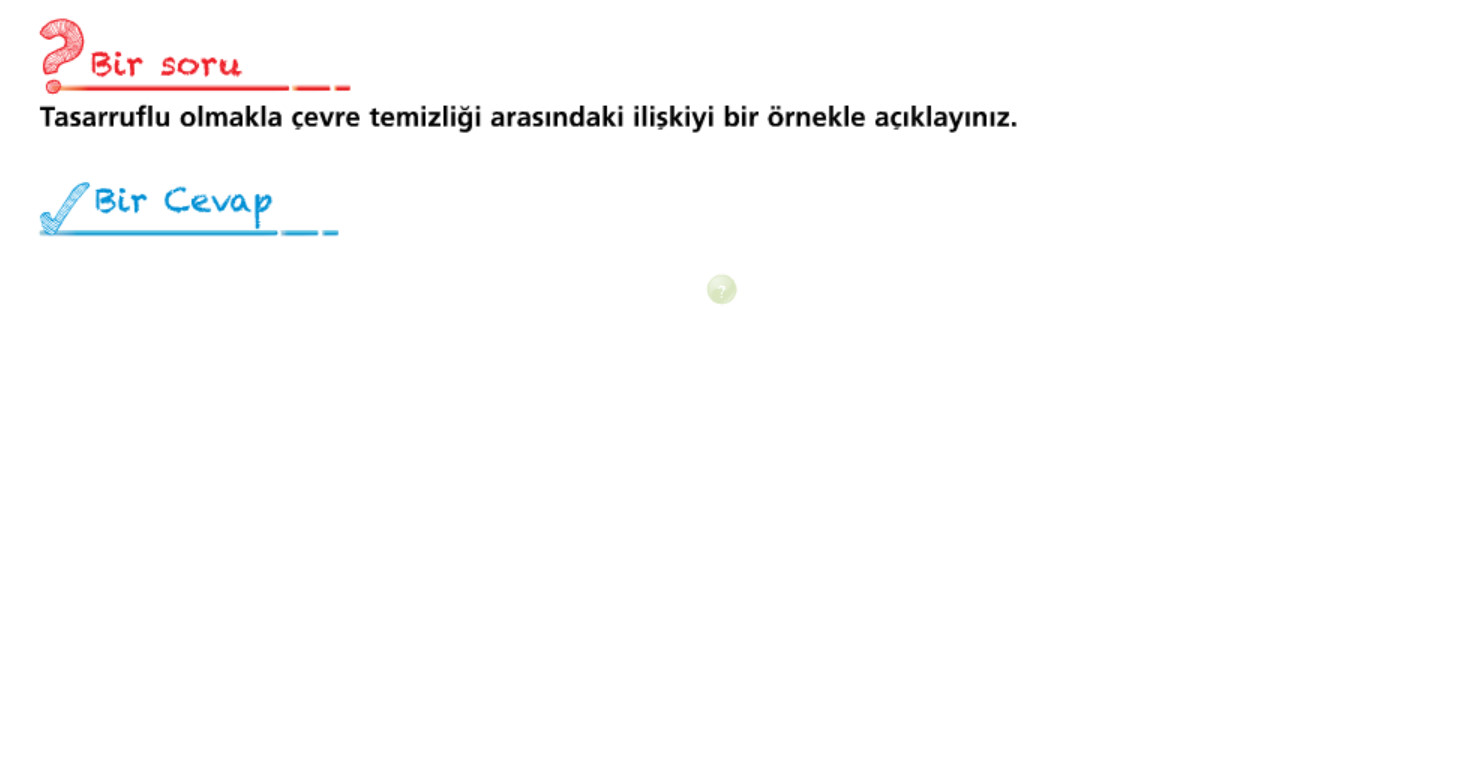 Bir soru
Tasarruflu olmakla çevre temizliği arasındaki ilişkiyi bir örnekle açıklayınız.
Bir Cevap
?